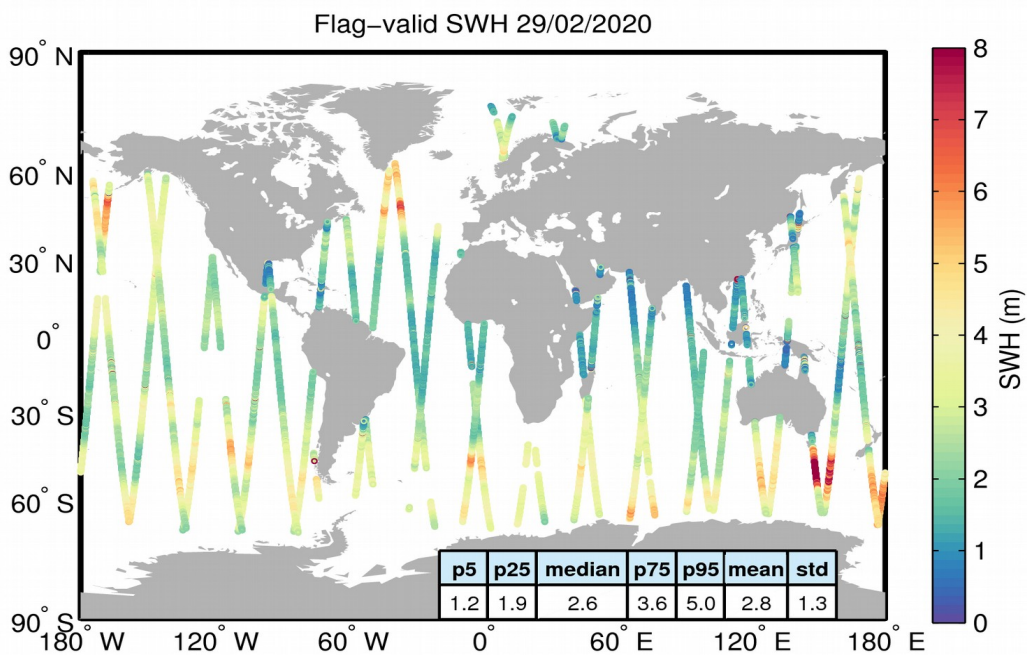 Flag−valid SWH 29/02/2020
90° N
60° N
30° N
0°
30° S
60° S
90° S
180° W
120° W
60° W
0°
60° E
120° E
180° E
p5 p25 median p75 p95 mean std
1.2 1.9 2.6 3.6 5.0 2.8 1.3
8
7
6
5
4
3
2
1
0
SWH (m)